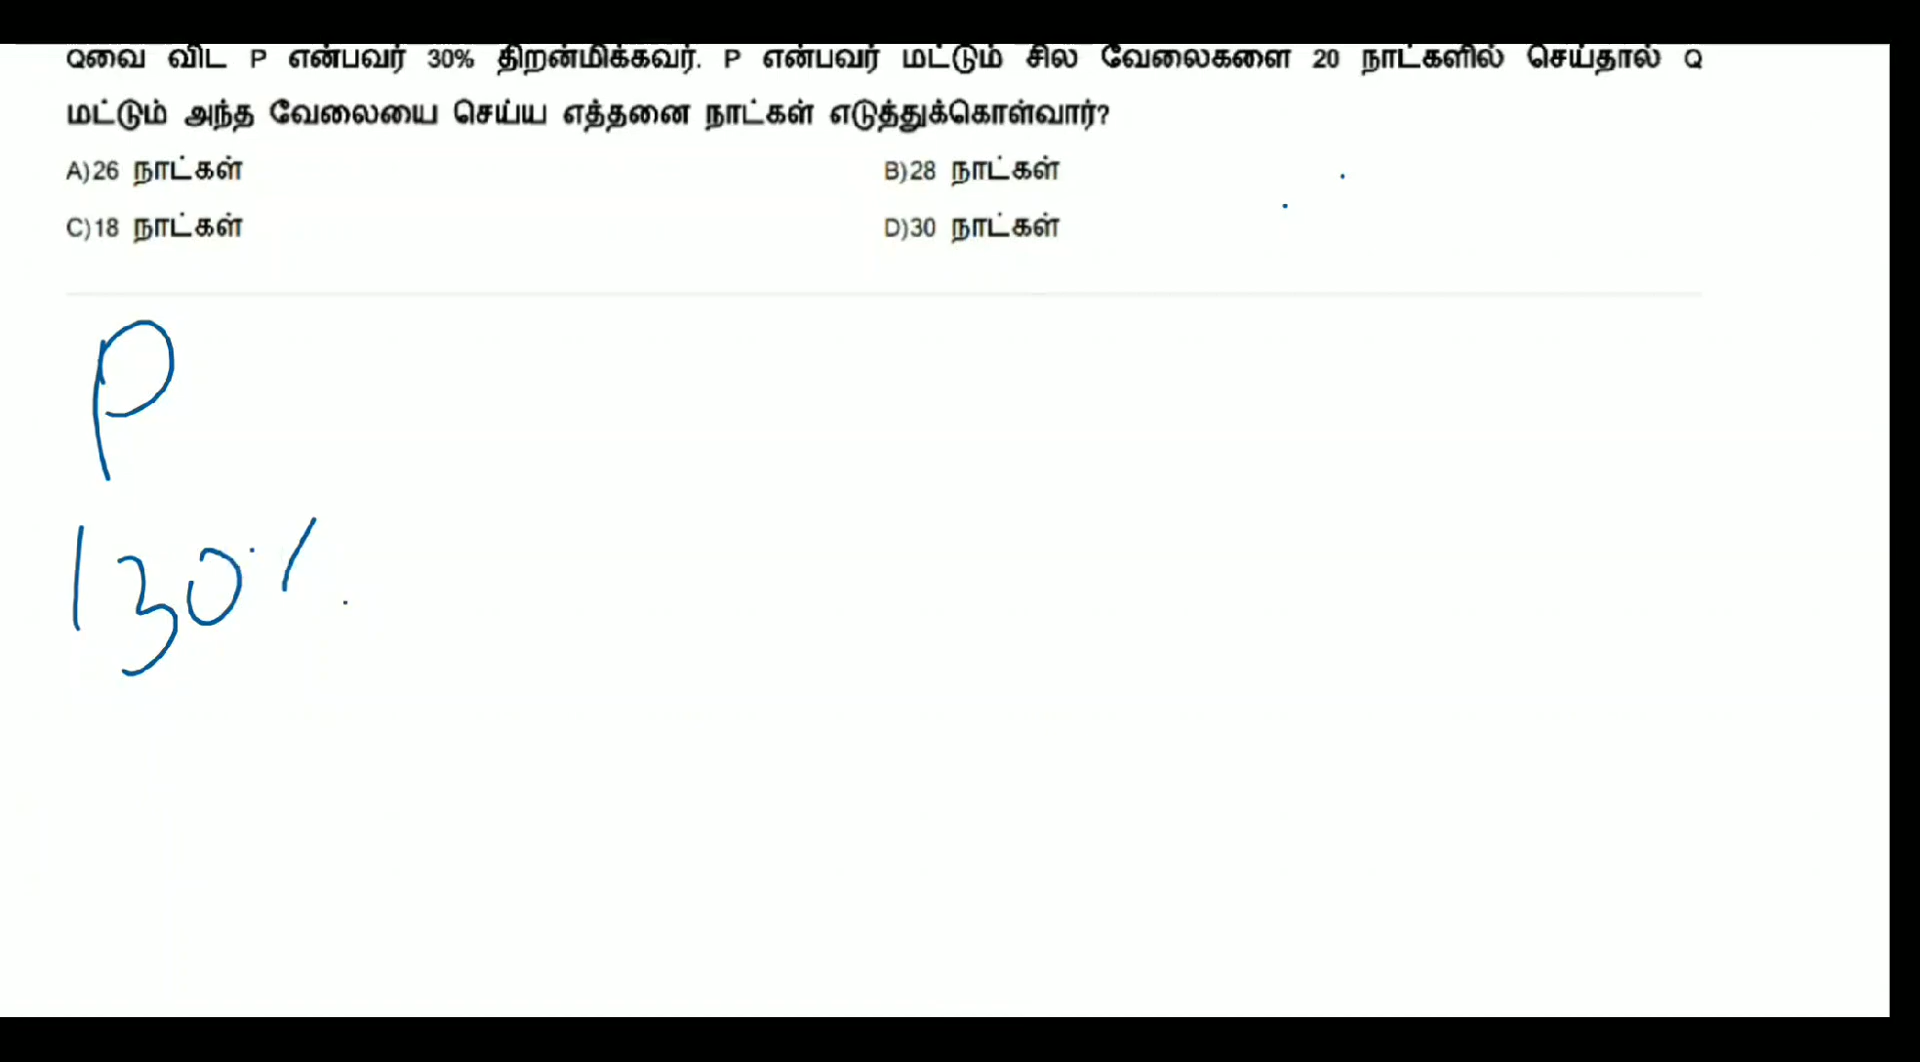 Qவை விட P என்பவர் 30% திறன்மிக்கவர். P என்பவர் மட்டும் சில வேலைகளை 20 நாட்களில் செய்தால் Q
மட்டும் அந்த வேலையை செய்ய எத்தனை நாட்கள் எடுத்துக்கொள்வார்?
A)26 நாட்கள் B)28 நாட்கள்
C)18 நாட்கள் D)30 நாட்கள்
P
130%